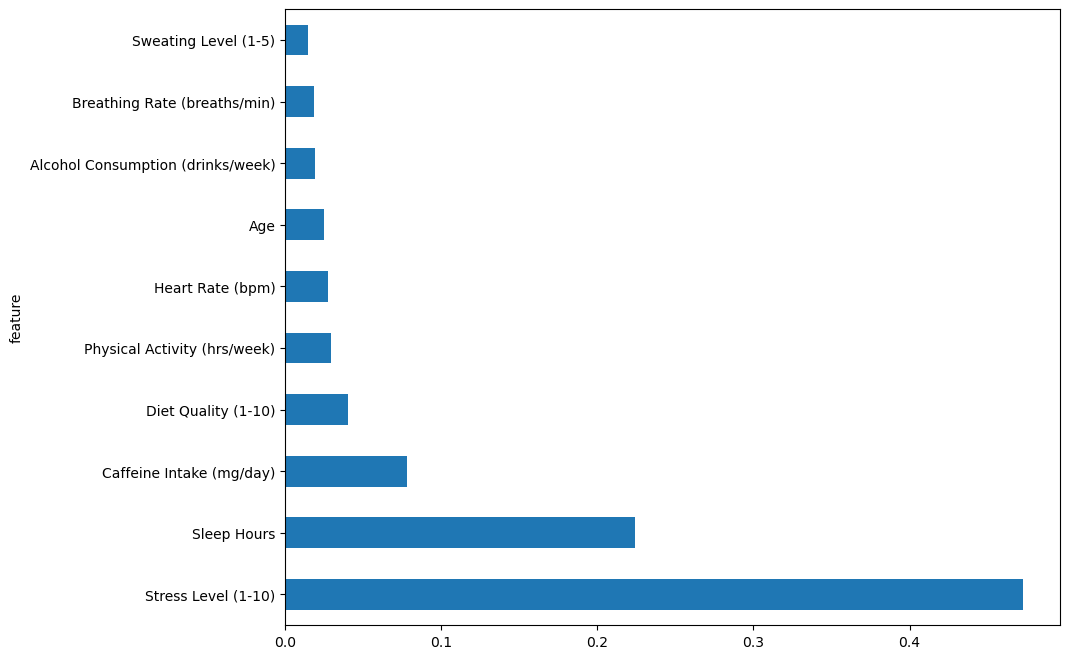 feature
Sweating Level (1-5)
Breathing Rate (breaths/min)
Alcohol Consumption (drinks/week)
Age
Heart Rate (bpm)
Physical Activity (hrs/week)
Diet Quality (1-10)
Caffeine Intake (mg/day)
Sleep Hours
Stress Level (1-10)
0.0 0.1 0.2 0.3 0.4